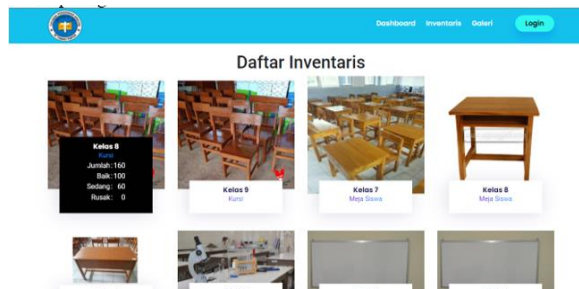 Dashboard Inventaris Galeri Login
Daftar Inventaris
Kelas 8
Kursi
Jumlah:160
Baik:100
Sedang: 60
Rusak: 0
Kelas 9
Kursi
Kelas 7
Meja Siswa
Kelas 8
Meja Siswa